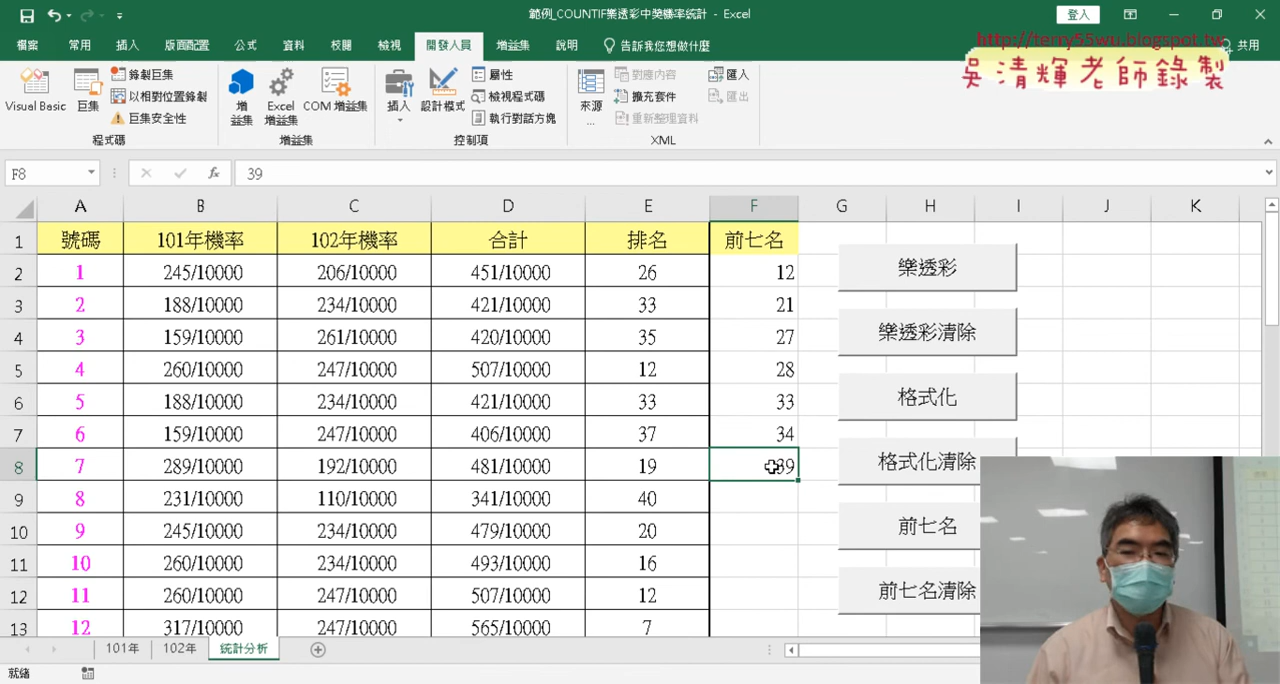 範例_COUNTIF樂透彩中獎機率統計 - Excel
登入
檔案 常用 插入 版面配置 公式 資料 校閱 檢視 開發人員 增益集 說明 告訴我您想做什麼 共用
http://terry55wu.blogspot.tw
吳清輝老師錄製
Visual Basic 巨集 錄製巨集 以相對位置錄製 巨集安全性
程式碼
增益集 Excel 增益集 COM 增益集
增益集
插入 設計模式 屬性 檢視程式碼 執行對話方塊
控制項
來源 ... 對應內容 擴充套件 重新整理資料 匯入 匯出
XML
F8 fx 39
A B C D E F G H I J K
1 號碼 101年機率 102年機率 合計 排名 前七名
2 1 245/10000 206/10000 451/10000 26 12
3 2 188/10000 234/10000 421/10000 33 21
4 3 159/10000 261/10000 420/10000 35 27
5 4 260/10000 247/10000 507/10000 12 28
6 5 188/10000 234/10000 421/10000 33 33
7 6 159/10000 247/10000 406/10000 37 34
8 7 289/10000 192/10000 481/10000 19 39
9 8 231/10000 110/10000 341/10000 40
10 9 245/10000 234/10000 479/10000 20
11 10 260/10000 234/10000 493/10000 16
12 11 260/10000 247/10000 507/10000 12
13 12 317/10000 247/10000 565/10000 7
樂透彩
樂透彩清除
格式化
格式化清除
前七名
前七名清除
101年 102年 統計分析
就緒